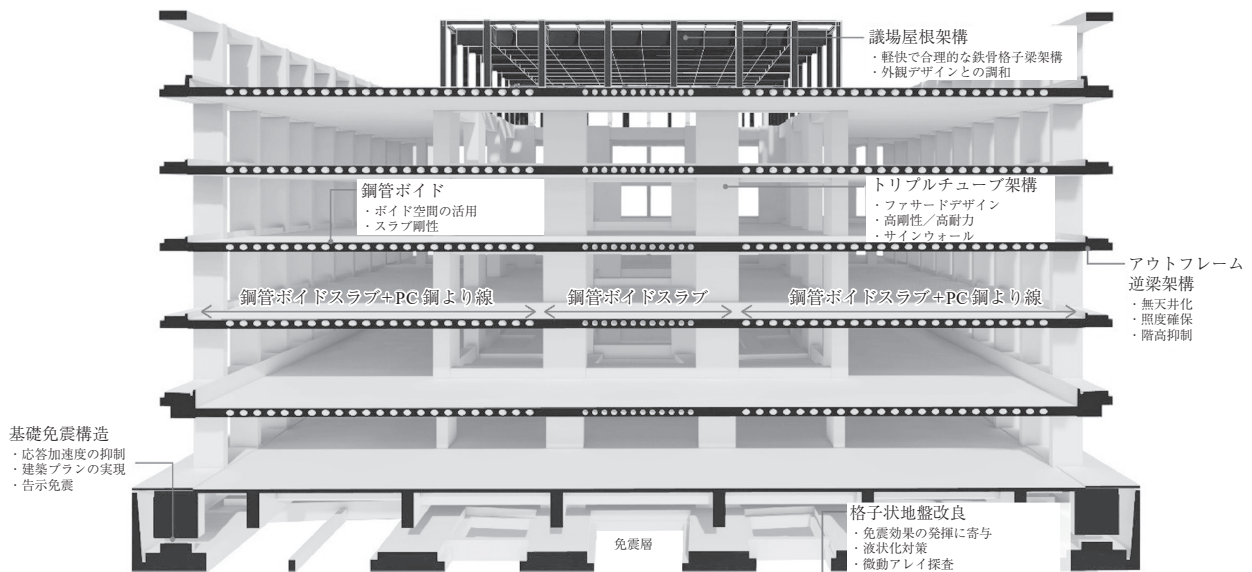 議場屋根架構
・軽快で合理的な鉄骨格子梁架構
・外観デザインとの調和
鋼管ボイド
・ボイド空間の活用
・スラブ剛性
トリプルチューブ架構
・ファサードデザイン
・高剛性／高耐力
・サインウォール
アウトフレーム
逆梁架構
・無天井化
・照度確保
・階高抑制
鋼管ボイドスラブ+PC鋼より線
鋼管ボイドスラブ
鋼管ボイドスラブ+PC鋼より線
基礎免震構造
・応答加速度の抑制
・建築プランの実現
・告示免震
免震層
格子状地盤改良
・免震効果の発揮に寄与
・液状化対策
・微動アレイ探査